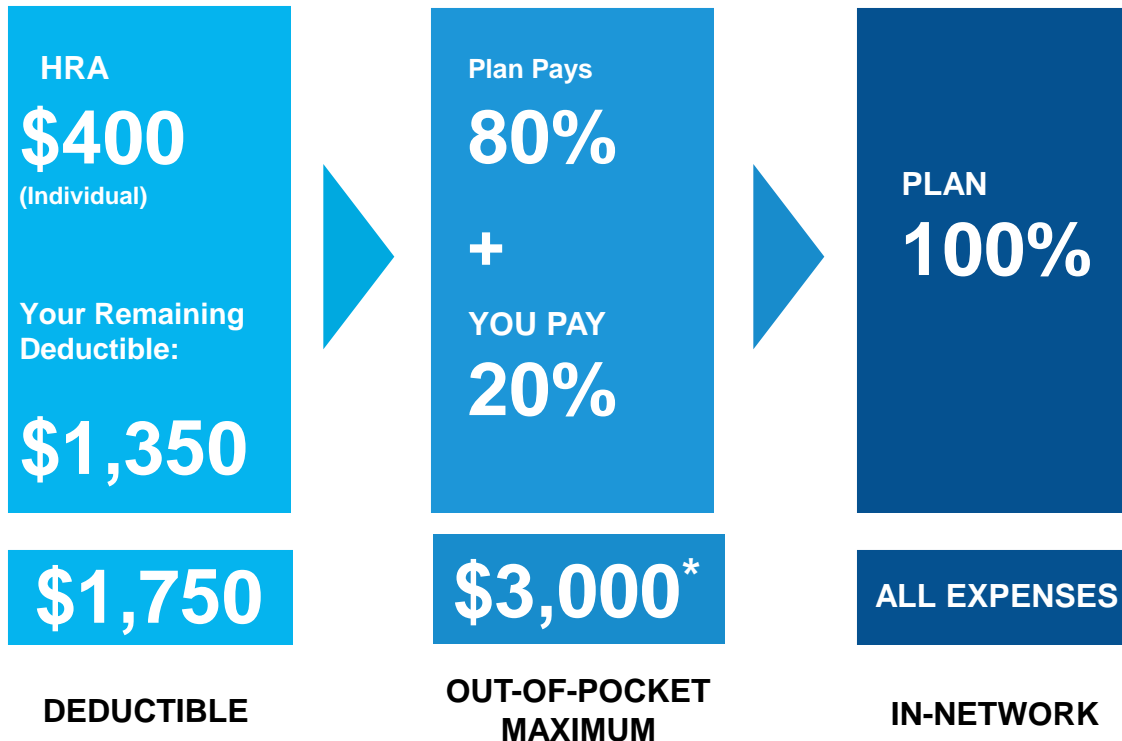 HRA
$400
(Individual)
Your Remaining
Deductible:
$1,350
$1,750
DEDUCTIBLE
Plan Pays
80%
+
YOU PAY
20%
$3,000*
OUT-OF-POCKET
MAXIMUM
PLAN
100%
ALL EXPENSES
IN-NETWORK